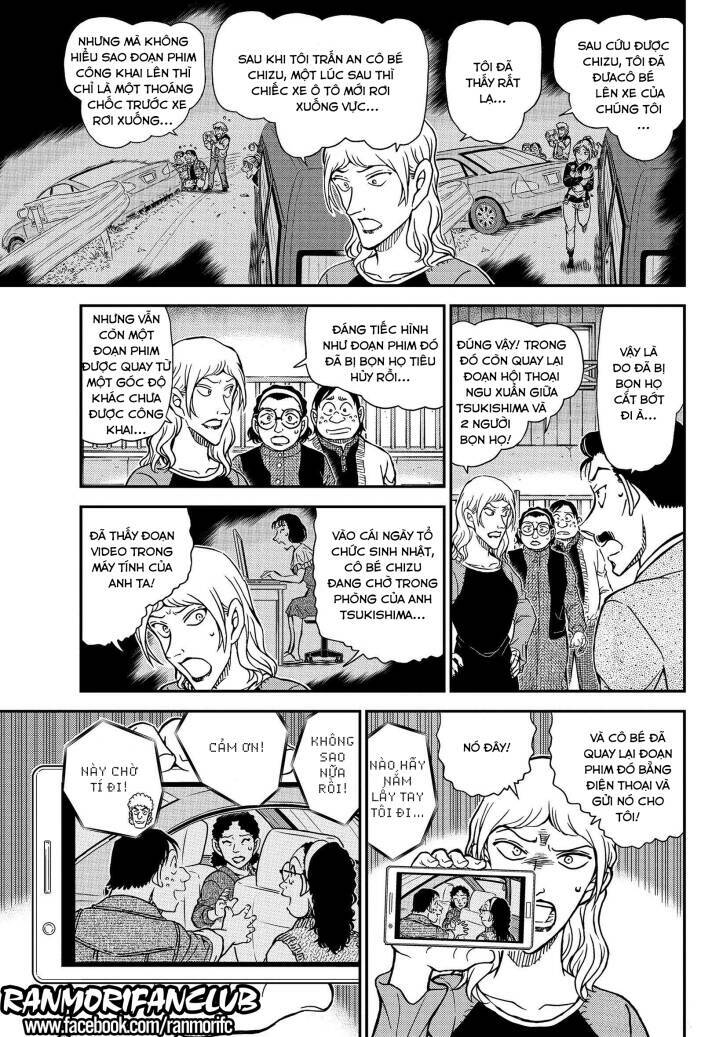 SAU CỨU ĐƯỢC
CHIZU, TÔI ĐÃ
ĐƯACÔ BÉ
LÊN XE CỦA
CHÚNG TÔI
...
TÔI ĐÃ
THẤY RẤT
LẠ...
SAU KHI TÔI TRẤN AN CÔ BÉ
CHIZU, MỘT LÚC SAU THÌ
CHIẾC XE Ô TÔ MỚI RƠI
XUỐNG VỰC...
NHƯNG MÀ KHÔNG
HIỂU SAO ĐOẠN PHIM
CÔNG KHAI LÊN THÌ
CHỈ LÀ MỘT THOÁNG
CHỐC TRƯỚC XE
RƠI XUỐNG...
VẬY LÀ
DO ĐÃ BỊ
BỌN HỌ
CẮT BỚT
ĐI À...
ĐÚNG VẬY! TRONG
ĐÓ CÓN QUAY LẠI
ĐOẠN HỘI THOẠI
NGU XUẨN GIỮA
TSUKISHIMA VÀ
2 NGƯỜI
BỌN HỌ!
ĐÁNG TIẾC HÌNH
NHƯ ĐOẠN PHIM ĐÓ
ĐÃ BỊ BỌN HỌ TIÊU
HỦY RỒI...
NHƯNG VẪN
CÒN MỘT
ĐOẠN PHIM
ĐƯỢC QUAY TỪ
MỘT GÓC ĐỘ
KHÁC CHƯA
ĐƯỢC CÔNG
KHAI...
VÀO CÁI NGÀY TỔ
CHỨC SINH NHẬT,
CÔ BÉ CHIZU
ĐANG CHỜ TRONG
PHÒNG CỦA ANH
TSUKISHIMA...
ĐÃ THẤY ĐOẠN
VIDEO TRONG
MÁY TÍNH CỦA
ANH TA!
VÀ CÔ BÉ ĐÃ
QUAY LẠI ĐOẠN
PHIM ĐÓ BẰNG
ĐIỆN THOẠI VÀ
GỬI NÓ CHO
TÔI!
NÓ ĐÂY!
NÀO HÃY
NẮM
LẤY TAY
TÔI ĐI...
KHÔNG
SAO
NỮA
RỒI!
CẢM ƠN!
NÀY CHỜ
TÍ ĐI!
RANMORIFANCLUB
www.facebook.com/ranmorifc